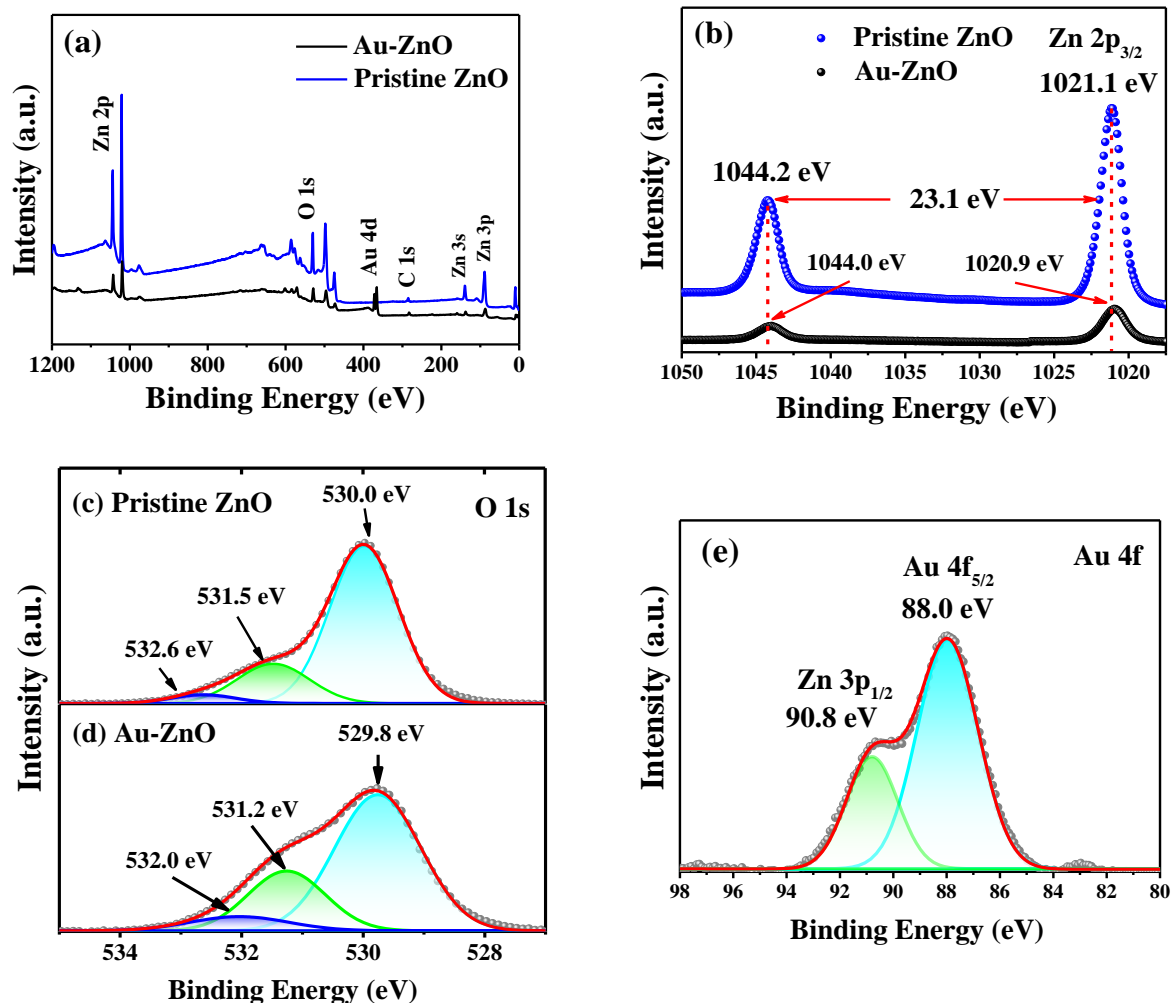 (a)
Au-ZnO
Pristine ZnO
Zn 2p
O 1s
Au 4d
C 1s
Zn 3s
Zn 3p
Intensity (a.u.)
1200 1000 800 600 400 200 0
Binding Energy (eV)
(b)
Pristine ZnO
Au-ZnO
Zn 2p3/2
1021.1 eV
1044.2 eV
23.1 eV
1044.0 eV
1020.9 eV
Intensity (a.u.)
1050 1045 1040 1035 1030 1025 1020
Binding Energy (eV)
(c) Pristine ZnO
O 1s
530.0 eV
531.5 eV
532.6 eV
(d) Au-ZnO
529.8 eV
531.2 eV
532.0 eV
Intensity (a.u.)
534 532 530 528
Binding Energy (eV)
(e)
Au 4f
Au 4f5/2
88.0 eV
Zn 3p1/2
90.8 eV
Intensity (a.u.)
98 96 94 92 90 88 86 84 82 80
Binding Energy (eV)